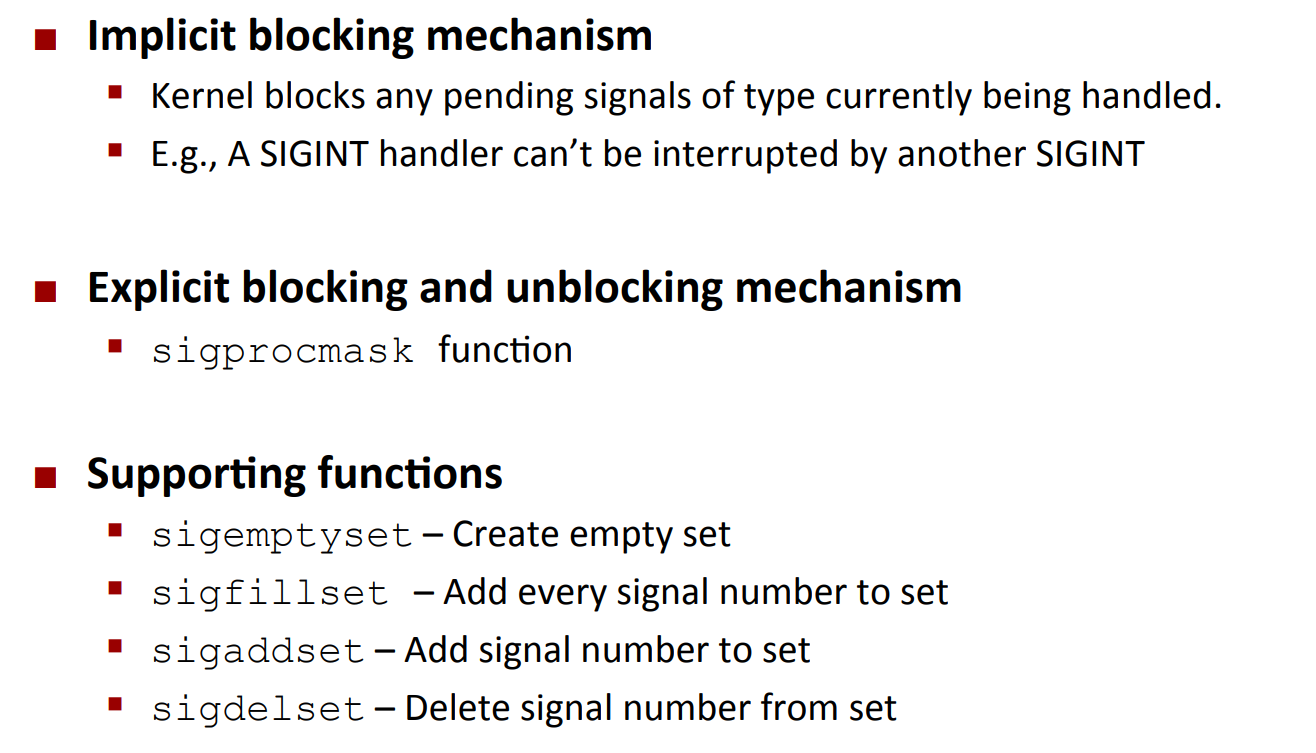 Implicit blocking mechanism
Kernel blocks any pending signals of type currently being handled.
E.g., A SIGINT handler can’t be interrupted by another SIGINT
Explicit blocking and unblocking mechanism
sigprocmask function
Supporting functions
sigemptyset – Create empty set
sigfillset – Add every signal number to set
sigaddset – Add signal number to set
sigdelset – Delete signal number from set